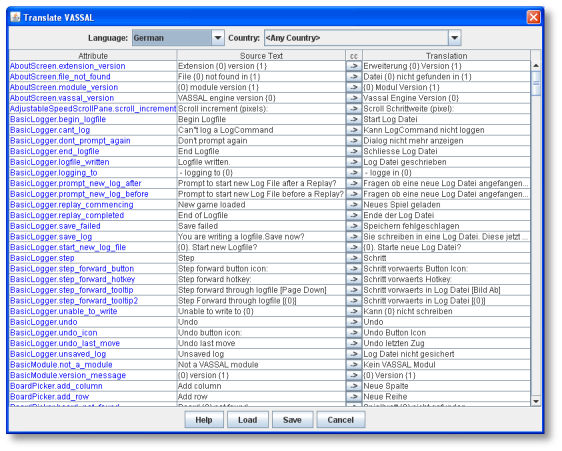 Translate VASSAL
Language: German Country: <Any Country>
Attribute Source Text cc Translation
AboutScreen.extension_version Extension {0} version {1} -> Erweiterung {0} Version {1}
AboutScreen.file_not_found File {0} not found in {1} -> Datei {0} nicht gefunden in {1}
AboutScreen.module_version {0} module version {1} -> {0} Modul Version {1}
AboutScreen.vassal_version VASSAL engine version {0} -> Vassal Engine Version {0}
AdjustableSpeedScrollPane.scroll_increment Scroll increment (pixels): -> Scroll Schrittweite (pixel):
BasicLogger.begin_logfile Begin Logfile -> Start Log Datei
BasicLogger.cant_log Can''t log a LogCommand -> Kann LogCommand nicht loggen
BasicLogger.dont_prompt_again Don't prompt again -> Dialog nicht mehr anzeigen
BasicLogger.end_logfile End Logfile -> Schliesse Log Datei
BasicLogger.logfile_written Logfile written. -> Log Datei geschrieben
BasicLogger.logging_to - logging to {0} -> - logge in {0}
BasicLogger.prompt_new_log_after Prompt to start new Log File after a Replay? -> Fragen ob eine neue Log Datei angefangen...
BasicLogger.prompt_new_log_before Prompt to start new Log File before a Replay? -> Fragen ob eine neue Log Datei angefangen...
BasicLogger.replay_commencing New game loaded -> Neues Spiel geladen
BasicLogger.replay_completed End of Logfile -> Ende der Log Datei
BasicLogger.save_failed Save failed -> Speichern fehlgeschlagen
BasicLogger.save_log You are writing a logfile.Save now? -> Sie schreiben in eine Log Datei. Diese jetzt ...
BasicLogger.start_new_log_file {0}. Start new Logfile? -> {0}. Starte neue Log Datei?
BasicLogger.step Step -> Schritt
BasicLogger.step_forward_button Step forward button icon: -> Schritt vorwaerts Button Icon:
BasicLogger.step_forward_hotkey Step forward hotkey: -> Schritt vorwaerts Hotkey:
BasicLogger.step_forward_tooltip Step forward through logfile [Page Down] -> Schritt vorwaerts in Log Datei [Bild Ab]
BasicLogger.step_forward_tooltip2 Step Forward through logfile [{0}] -> Schritt vorwaerts in Log Datei [{0}]
BasicLogger.unable_to_write Unable to write to {0} -> Kann {0} nicht schreiben
BasicLogger.undo Undo -> Undo
BasicLogger.undo_icon Undo button icon: -> Undo Button Icon
BasicLogger.undo_last_move Undo last move -> Undo letzten Zug
BasicLogger.unsaved_log Unsaved log -> Log Datei nicht gesichert
BasicModule.not_a_module Not a VASSAL module -> Kein VASSAL Modul
BasicModule.version_message {0} version {1} -> {0} Version {1}
BoardPicker.add_column Add column -> Neue Spalte
BoardPicker.add_row Add row -> Neue Reihe
Help Load Save Cancel